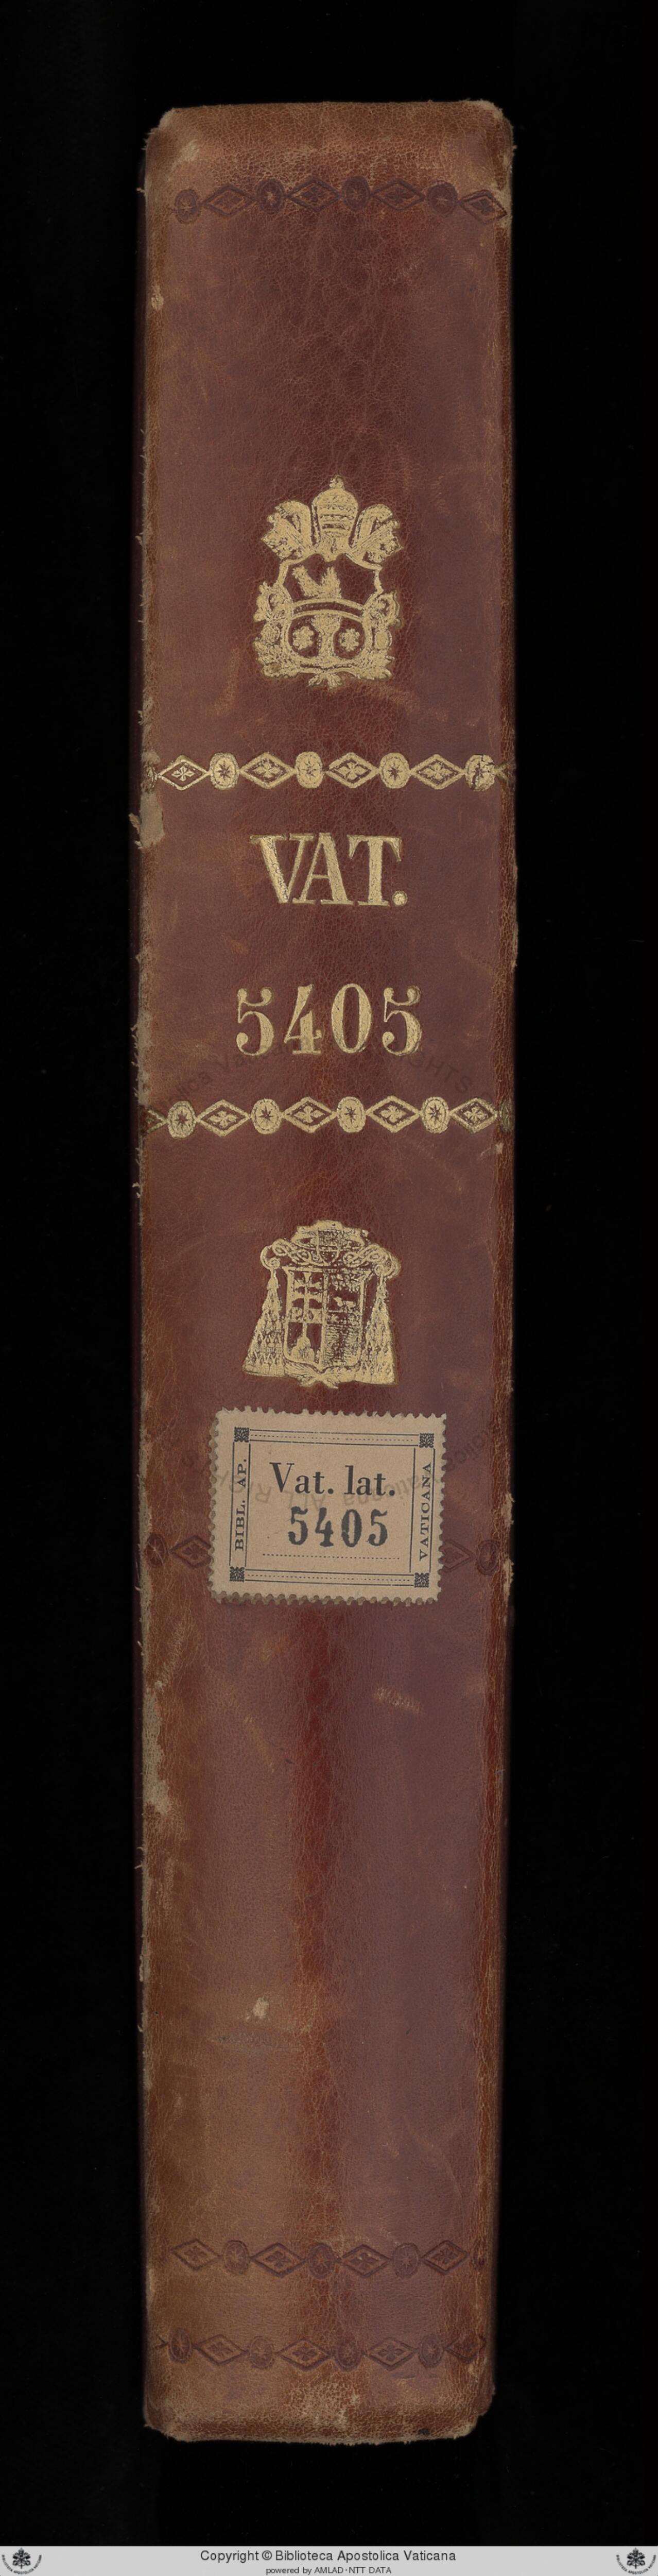 VAT.
5405
Vat. lat.
5405
BIBL. AP.
VATICANA
Copyright © Biblioteca Apostolica Vaticana
powered by AMLAD-NTT DATA